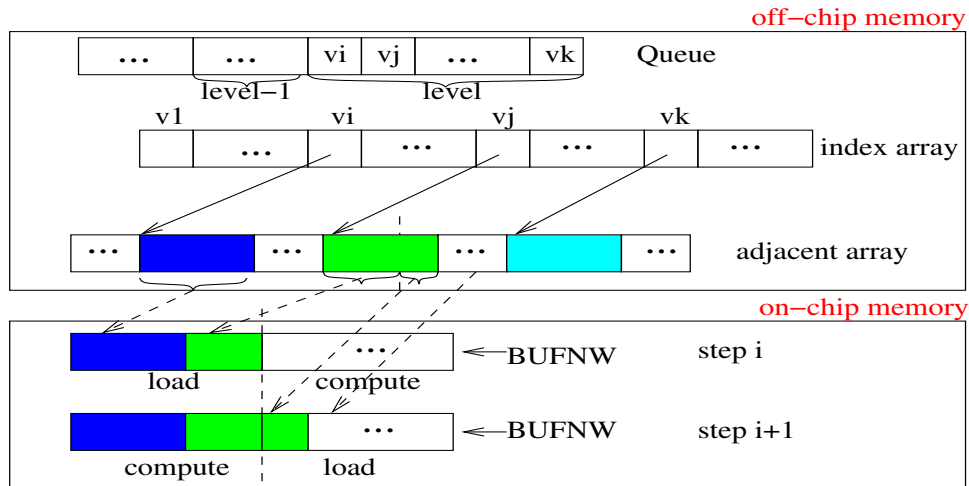 off−chip memory
... ... vi vj ... vk Queue
level−1 level
v1 vi vj vk
... ... ... ... index array
... ... ... ... adjacent array
on−chip memory
... BUFNW step i
load compute
... BUFNW step i+1
compute load